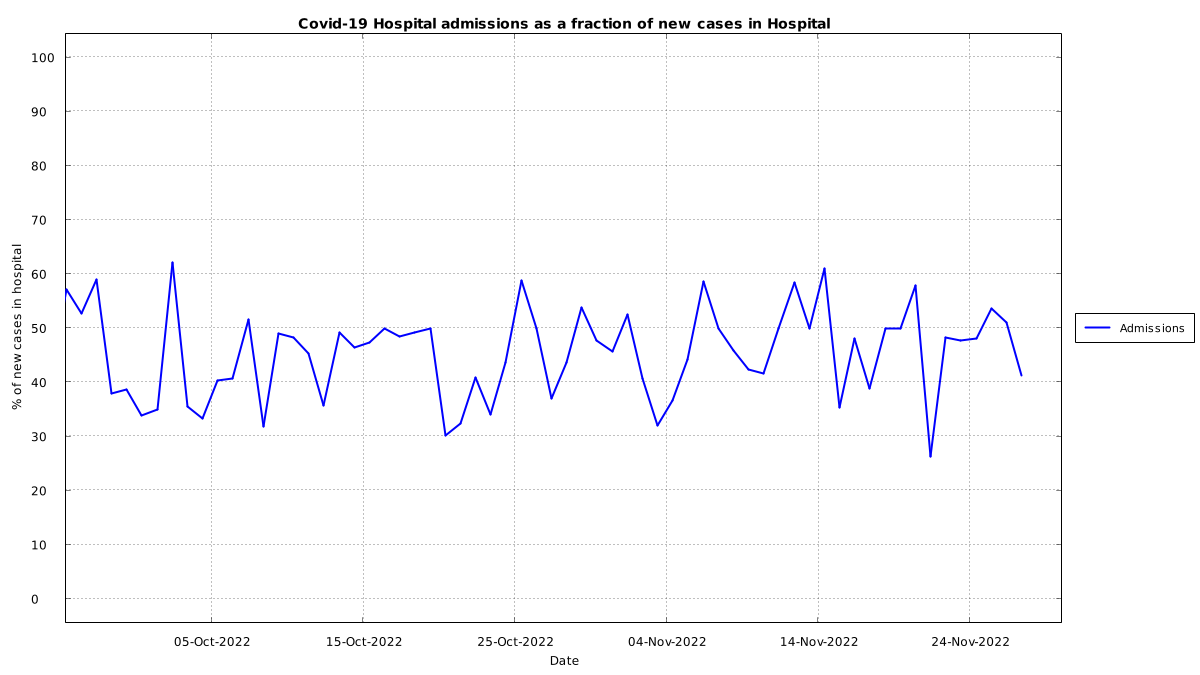 Covid-19 Hospital admissions as a fraction of new cases in Hospital
100
90
80
70
60
50
40
30
20
10
0
% of new cases in hospital
05-Oct-2022
15-Oct-2022
25-Oct-2022
04-Nov-2022
14-Nov-2022
24-Nov-2022
Date
Admissions